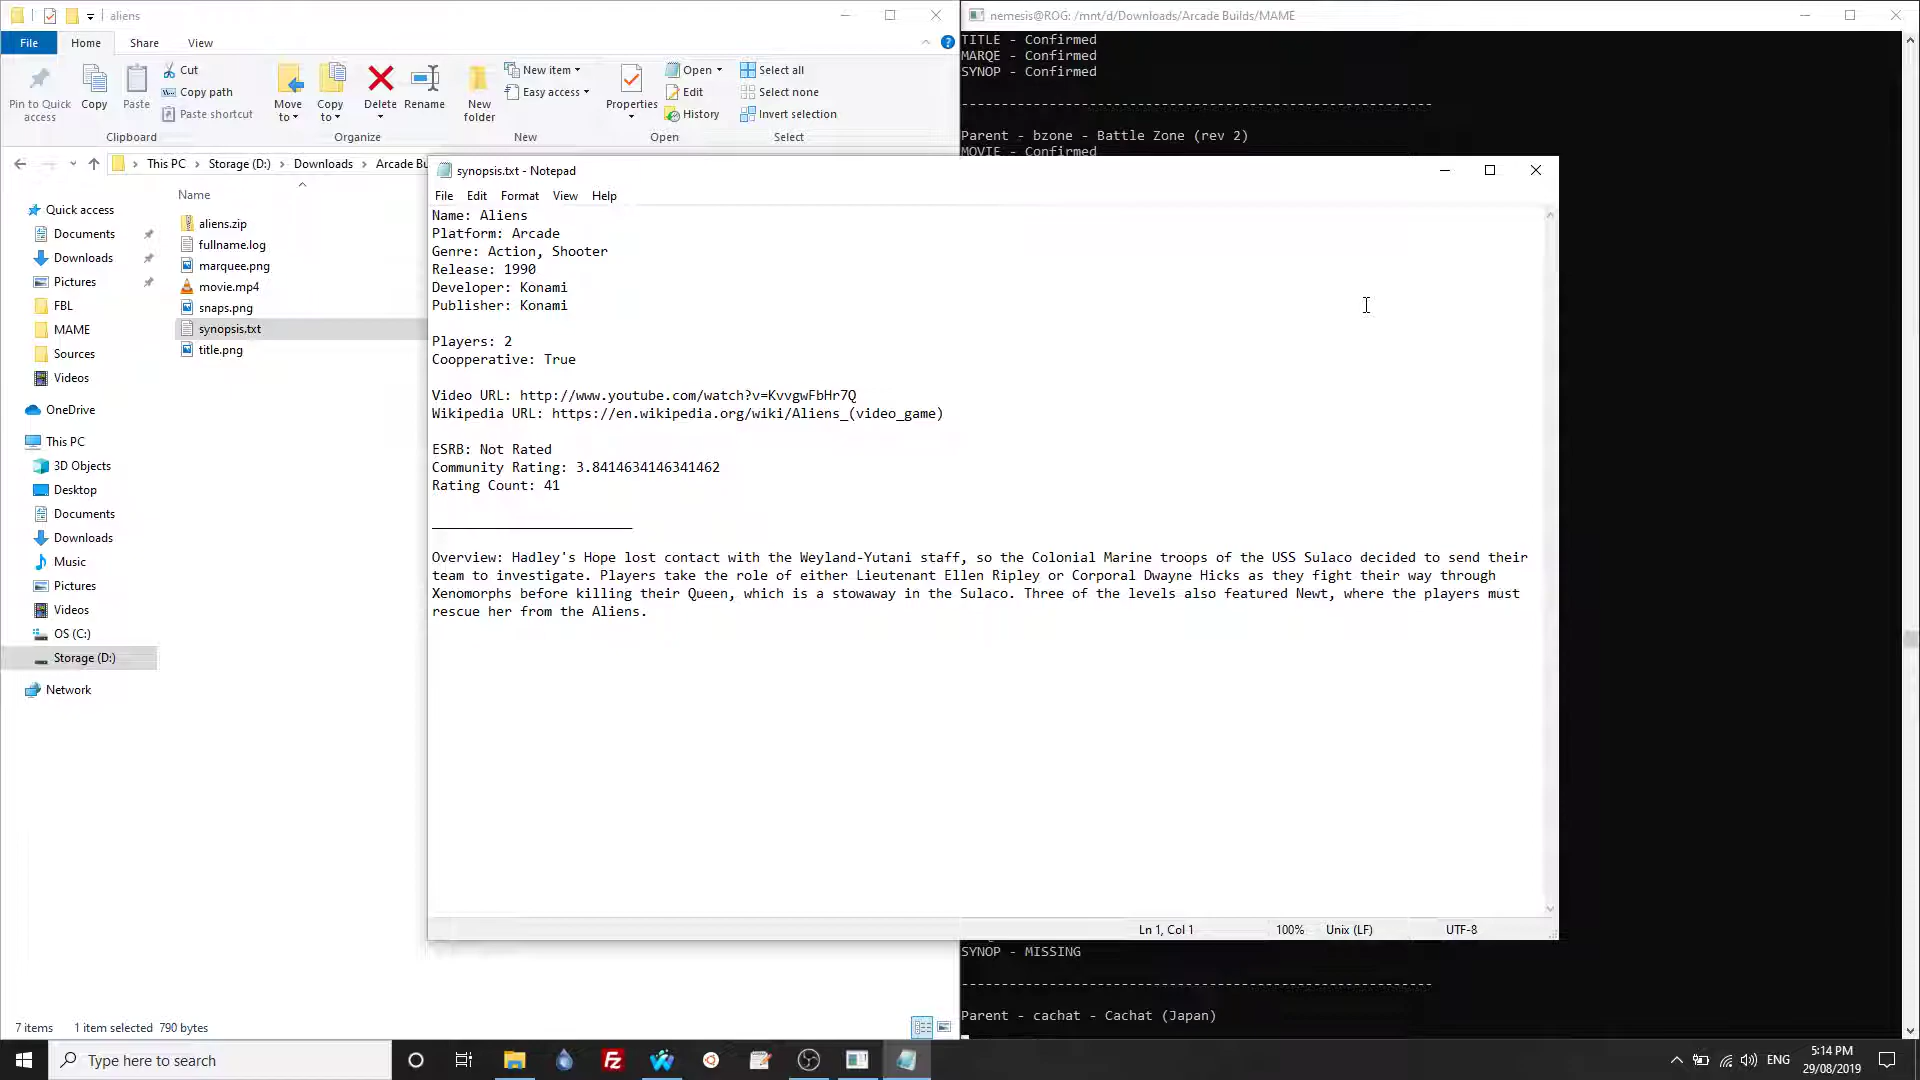 aliens
File Home Share View
Pin to Quick access
Copy
Paste
Cut
Copy path
Paste shortcut
Clipboard
Move to
Copy to
Delete
Rename
Organize
New folder
New item
Easy access
New
Properties
Open
Edit
History
Open
Select all
Select none
Invert selection
Select
This PC > Storage (D:) > Downloads > Arcade Bu
Quick access
Documents
Downloads
Pictures
FBL
MAME
Sources
Videos
OneDrive
This PC
3D Objects
Desktop
Documents
Downloads
Music
Pictures
Videos
OS (C:)
Storage (D:)
Network
Name
aliens.zip
fullname.log
marquee.png
movie.mp4
snaps.png
synopsis.txt
title.png
7 items 1 item selected 790 bytes
nemesis@ROG: /mnt/d/Downloads/Arcade Builds/MAME
TITLE - Confirmed
MARQE - Confirmed
SYNOP - Confirmed
-----------------------------------------------------------
Parent - bzone - Battle Zone (rev 2)
MOVIE - Confirmed
synopsis.txt - Notepad
File Edit Format View Help
Name: Aliens
Platform: Arcade
Genre: Action, Shooter
Release: 1990
Developer: Konami
Publisher: Konami
Players: 2
Coopperative: True
Video URL: http://www.youtube.com/watch?v=KvvgwFbHr7Q
Wikipedia URL: https://en.wikipedia.org/wiki/Aliens_(video_game)
ESRB: Not Rated
Community Rating: 3.8414634146341462
Rating Count: 41
_________________________
Overview: Hadley's Hope lost contact with the Weyland-Yutani staff, so the Colonial Marine troops of the USS Sulaco decided to send their
team to investigate. Players take the role of either Lieutenant Ellen Ripley or Corporal Dwayne Hicks as they fight their way through
Xenomorphs before killing their Queen, which is a stowaway in the Sulaco. Three of the levels also featured Newt, where the players must
rescue her from the Aliens.
Ln 1, Col 1 100% Unix (LF) UTF-8
SYNOP - MISSING
-----------------------------------------------------------
Parent - cachat - Cachat (Japan)
Type here to search
ENG
5:14 PM
29/08/2019